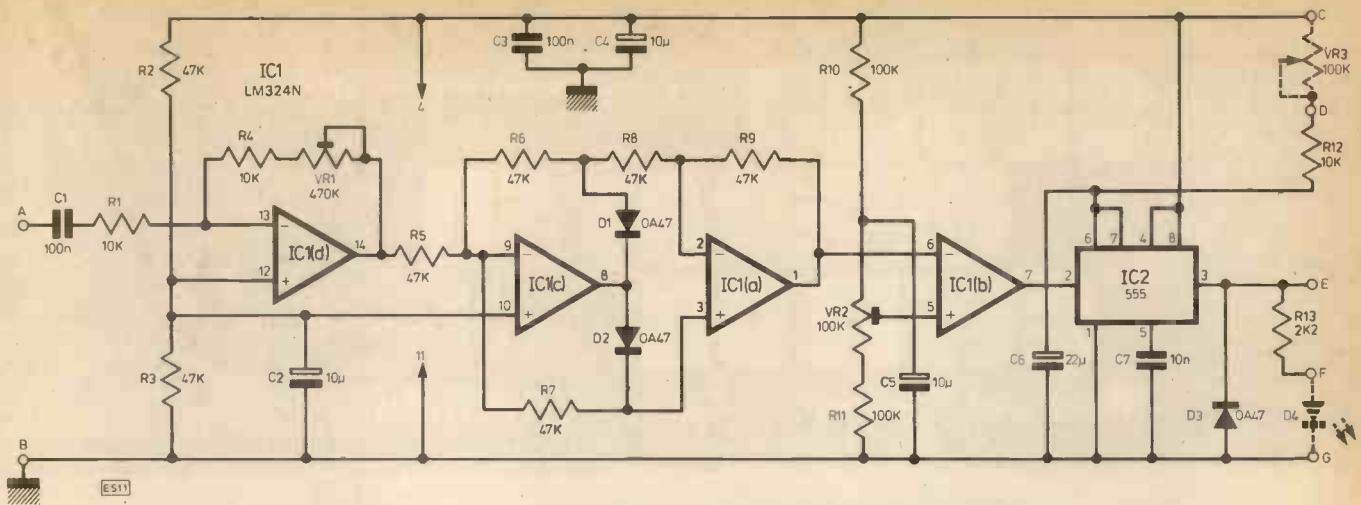 C
C3
100n
C4
10µ
R2
47K
IC1
LM324N
4
R10
100K
VR3
100K
D
R4
10K
VR1
470K
R6
47K
R8
47K
R9
47K
R12
10K
A
C1
100n
R1
10K
13
−
IC1(d)
12
+
14
R5
47K
D1
OA47
9
−
IC1(c)
10
+
8
2
−
IC1(a)
3
+
1
6
−
IC1(b)
5
+
7
VR2
100K
6
7
4
8
2
IC2
555
3
1
5
E
R13
2K2
F
D2
OA47
R3
47K
C2
10µ
11
R7
47K
C5
10µ
R11
100K
C6
22µ
C7
10n
D3
OA47
D4
B
G
ES11